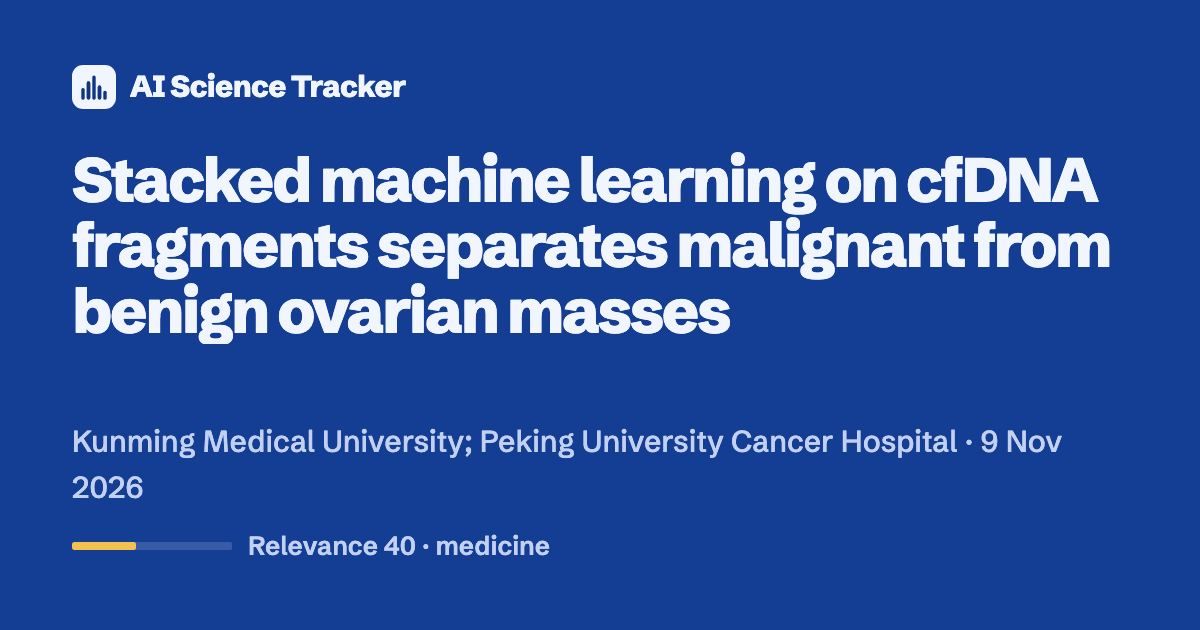 AI Science Tracker
Stacked machine learning on cfDNA
fragments separates malignant from
benign ovarian masses
Kunming Medical University; Peking University Cancer Hospital · 9 Nov
2026
Relevance 40 · medicine